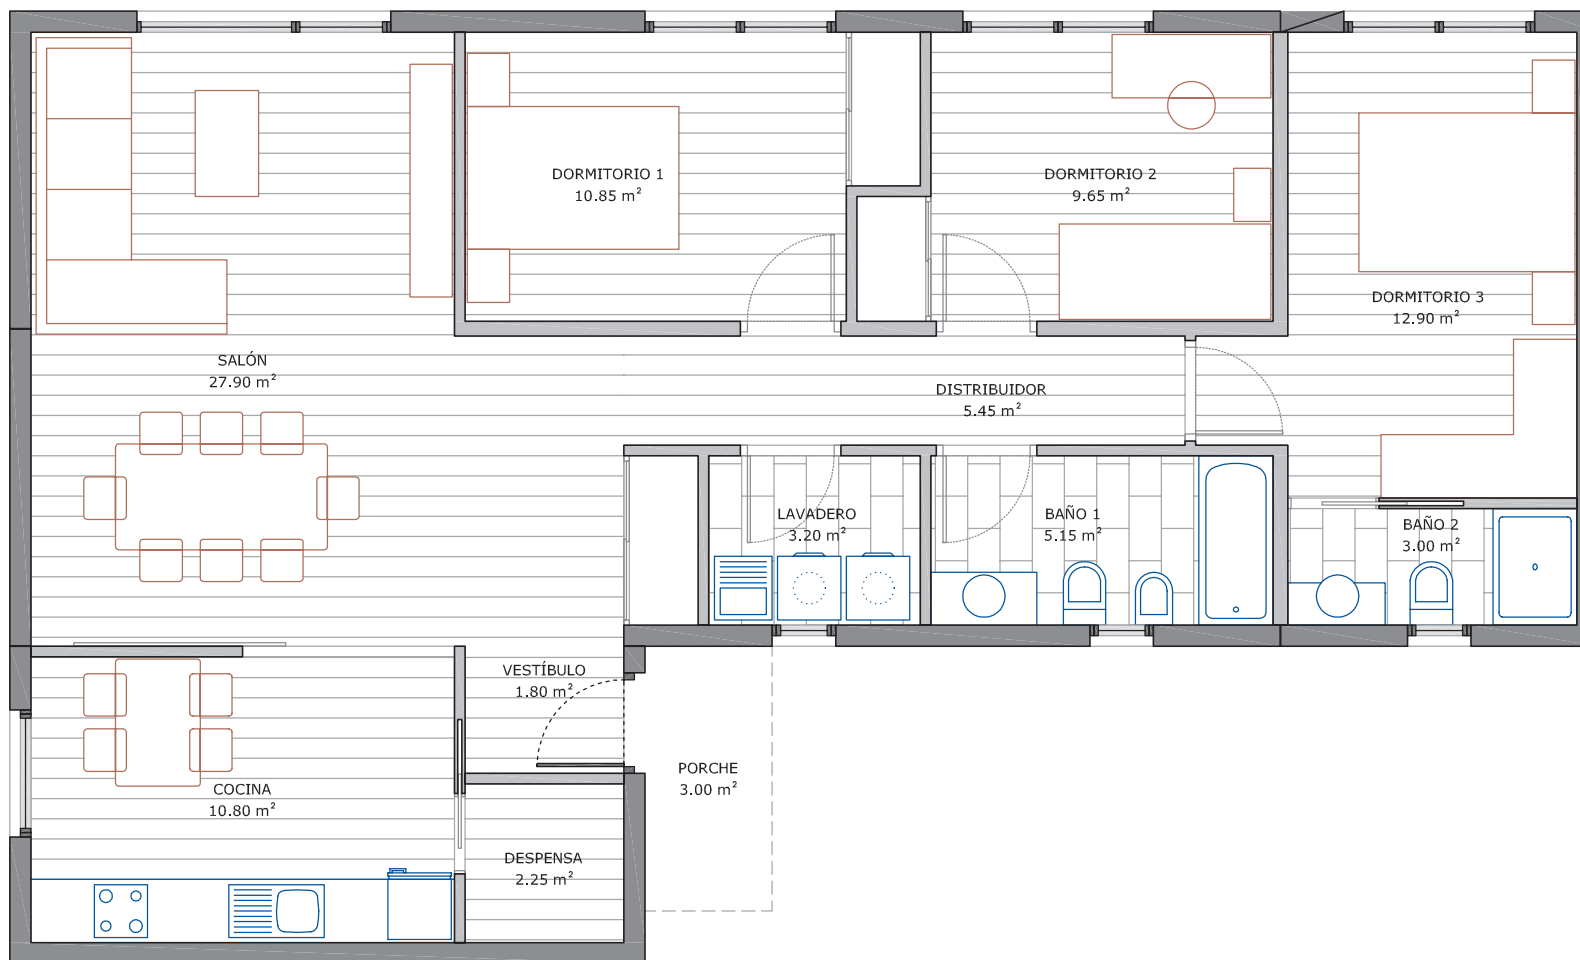 DORMITORIO 1
10.85 m²
DORMITORIO 2
9.65 m²
DORMITORIO 3
12.90 m²
SALÓN
27.90 m²
DISTRIBUIDOR
5.45 m²
LAVADERO
3.20 m²
BAÑO 1
5.15 m²
BAÑO 2
3.00 m²
VESTÍBULO
1.80 m²
PORCHE
3.00 m²
COCINA
10.80 m²
DESPENSA
2.25 m²